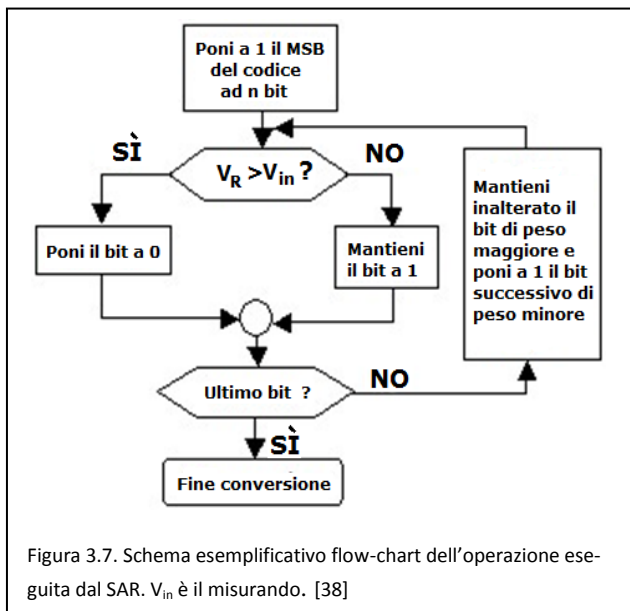 Poni a 1 il MSB
del codice
ad n bit
SÌ
NO
V_R >V_in ?
Poni il bit a 0
Mantieni
il bit a 1
Mantieni
inalterato il
bit di peso
maggiore e
poni a 1 il bit
successivo di
peso minore
Ultimo bit ?
NO
SÌ
Fine conversione
Figura 3.7. Schema esemplificativo flow-chart dell'operazione ese-
guita dal SAR. V_in è il misurando. [38]